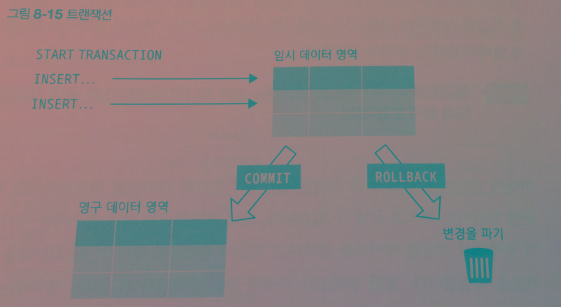 그림 8-15 트랜잭션
START TRANSACTION
INSERT...
INSERT...
임시 데이터 영역
COMMIT
ROLLBACK
영구 데이터 영역
변경을 파기